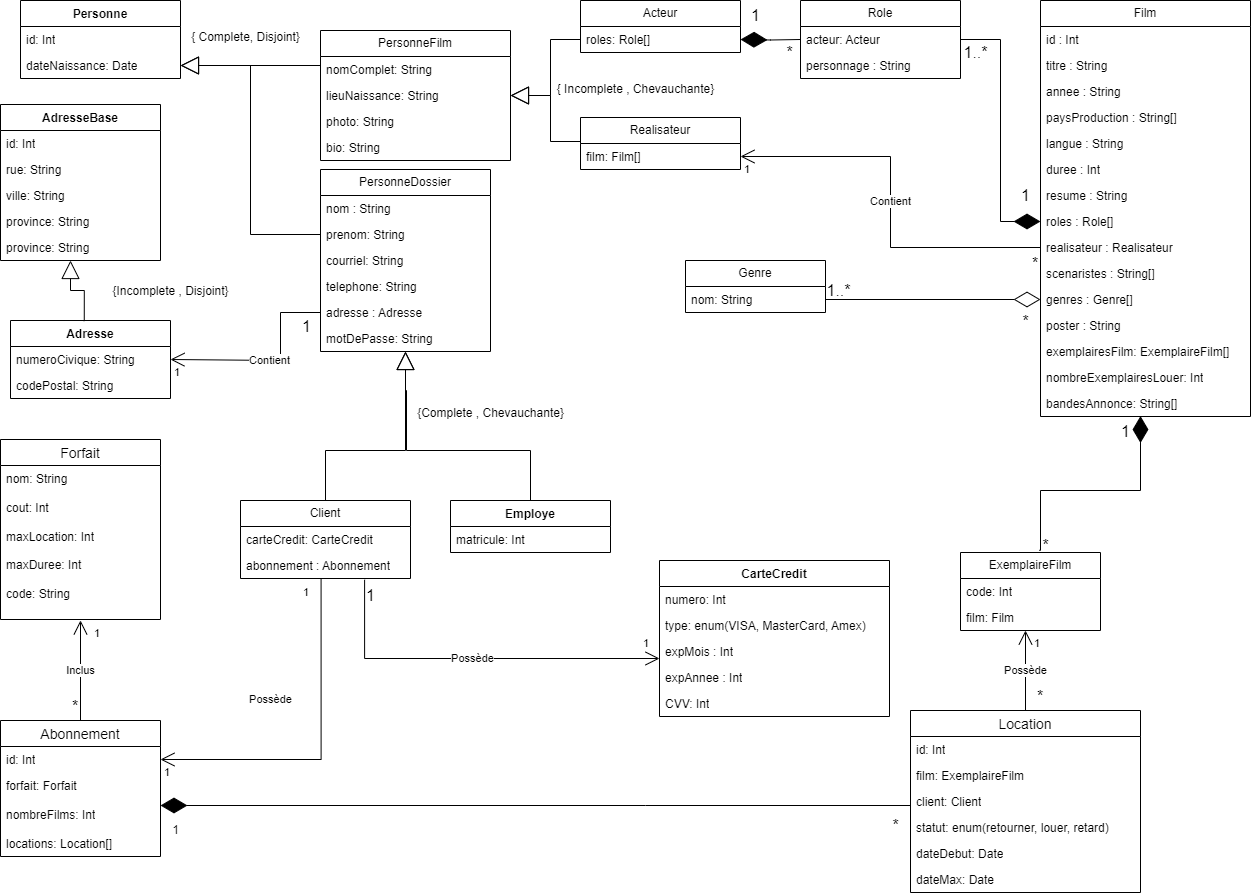 Personne
id: Int
dateNaissance: Date
{ Complete, Disjoint}
PersonneFilm
nomComplet: String
lieuNaissance: String
photo: String
bio: String
Acteur
roles: Role[]
1
*
Role
acteur: Acteur
personnage : String
1..*
{ Incomplete , Chevauchante}
Realisateur
film: Film[]
1
Contient
1
*
Film
id : Int
titre : String
annee : String
paysProduction : String[]
langue : String
duree : Int
resume : String
roles : Role[]
realisateur : Realisateur
scenaristes : String[]
genres : Genre[]
poster : String
exemplairesFilm: ExemplaireFilm[]
nombreExemplairesLouer: Int
bandesAnnonce: String[]
AdresseBase
id: Int
rue: String
ville: String
province: String
province: String
{Incomplete , Disjoint}
Adresse
numeroCivique: String
codePostal: String
1
Contient
1
PersonneDossier
nom : String
prenom: String
courriel: String
telephone: String
adresse : Adresse
motDePasse: String
Genre
nom: String
1..*
*
{Complete , Chevauchante}
1
*
Forfait
nom: String
cout: Int
maxLocation: Int
maxDuree: Int
code: String
1
Inclus
*
Client
carteCredit: CarteCredit
abonnement : Abonnement
1
1
Employe
matricule: Int
CarteCredit
numero: Int
type: enum(VISA, MasterCard, Amex)
expMois : Int
expAnnee : Int
CVV: Int
Possède
1
ExemplaireFilm
code: Int
film: Film
1
Possède
*
Possède
1
Abonnement
id: Int
forfait: Forfait
nombreFilms: Int
locations: Location[]
1
*
Location
id: Int
film: ExemplaireFilm
client: Client
statut: enum(retourner, louer, retard)
dateDebut: Date
dateMax: Date